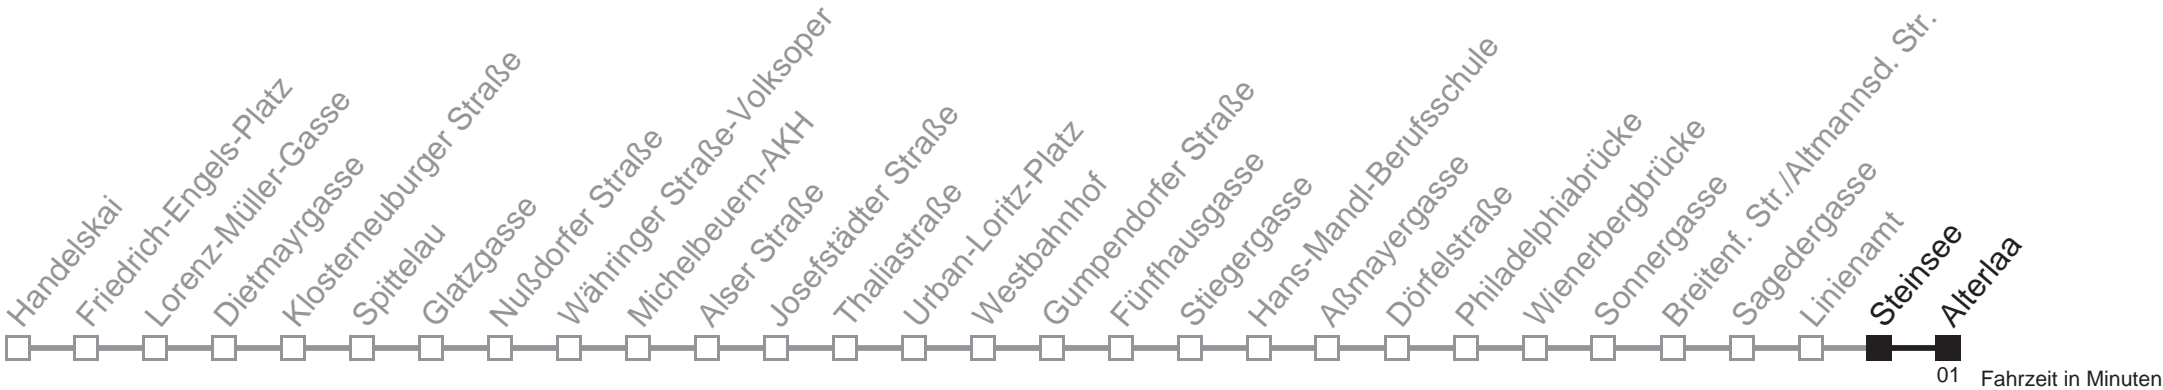 Handelskai
Friedrich-Engels-Platz
Lorenz-Müller-Gasse
Dietmayrgasse
Klosterneuburger Straße
Spittelau
Glatzgasse
Nußdorfer Straße
Währinger Straße-Volksoper
Michelbeuern-AKH
Alser Straße
Josefstädter Straße
Thaliastraße
Urban-Loritz-Platz
Westbahnhof
Gumpendorfer Straße
Fünfhausgasse
Stiegergasse
Hans-Mandl-Berufsschule
Aßmayergasse
Dörfelstraße
Philadelphiabrücke
Wienerbergbrücke
Sonnergasse
Breitenf. Str./Altmannsd. Str.
Sagedergasse
Linienamt
Steinsee
Alterlaa
01
Fahrzeit in Minuten